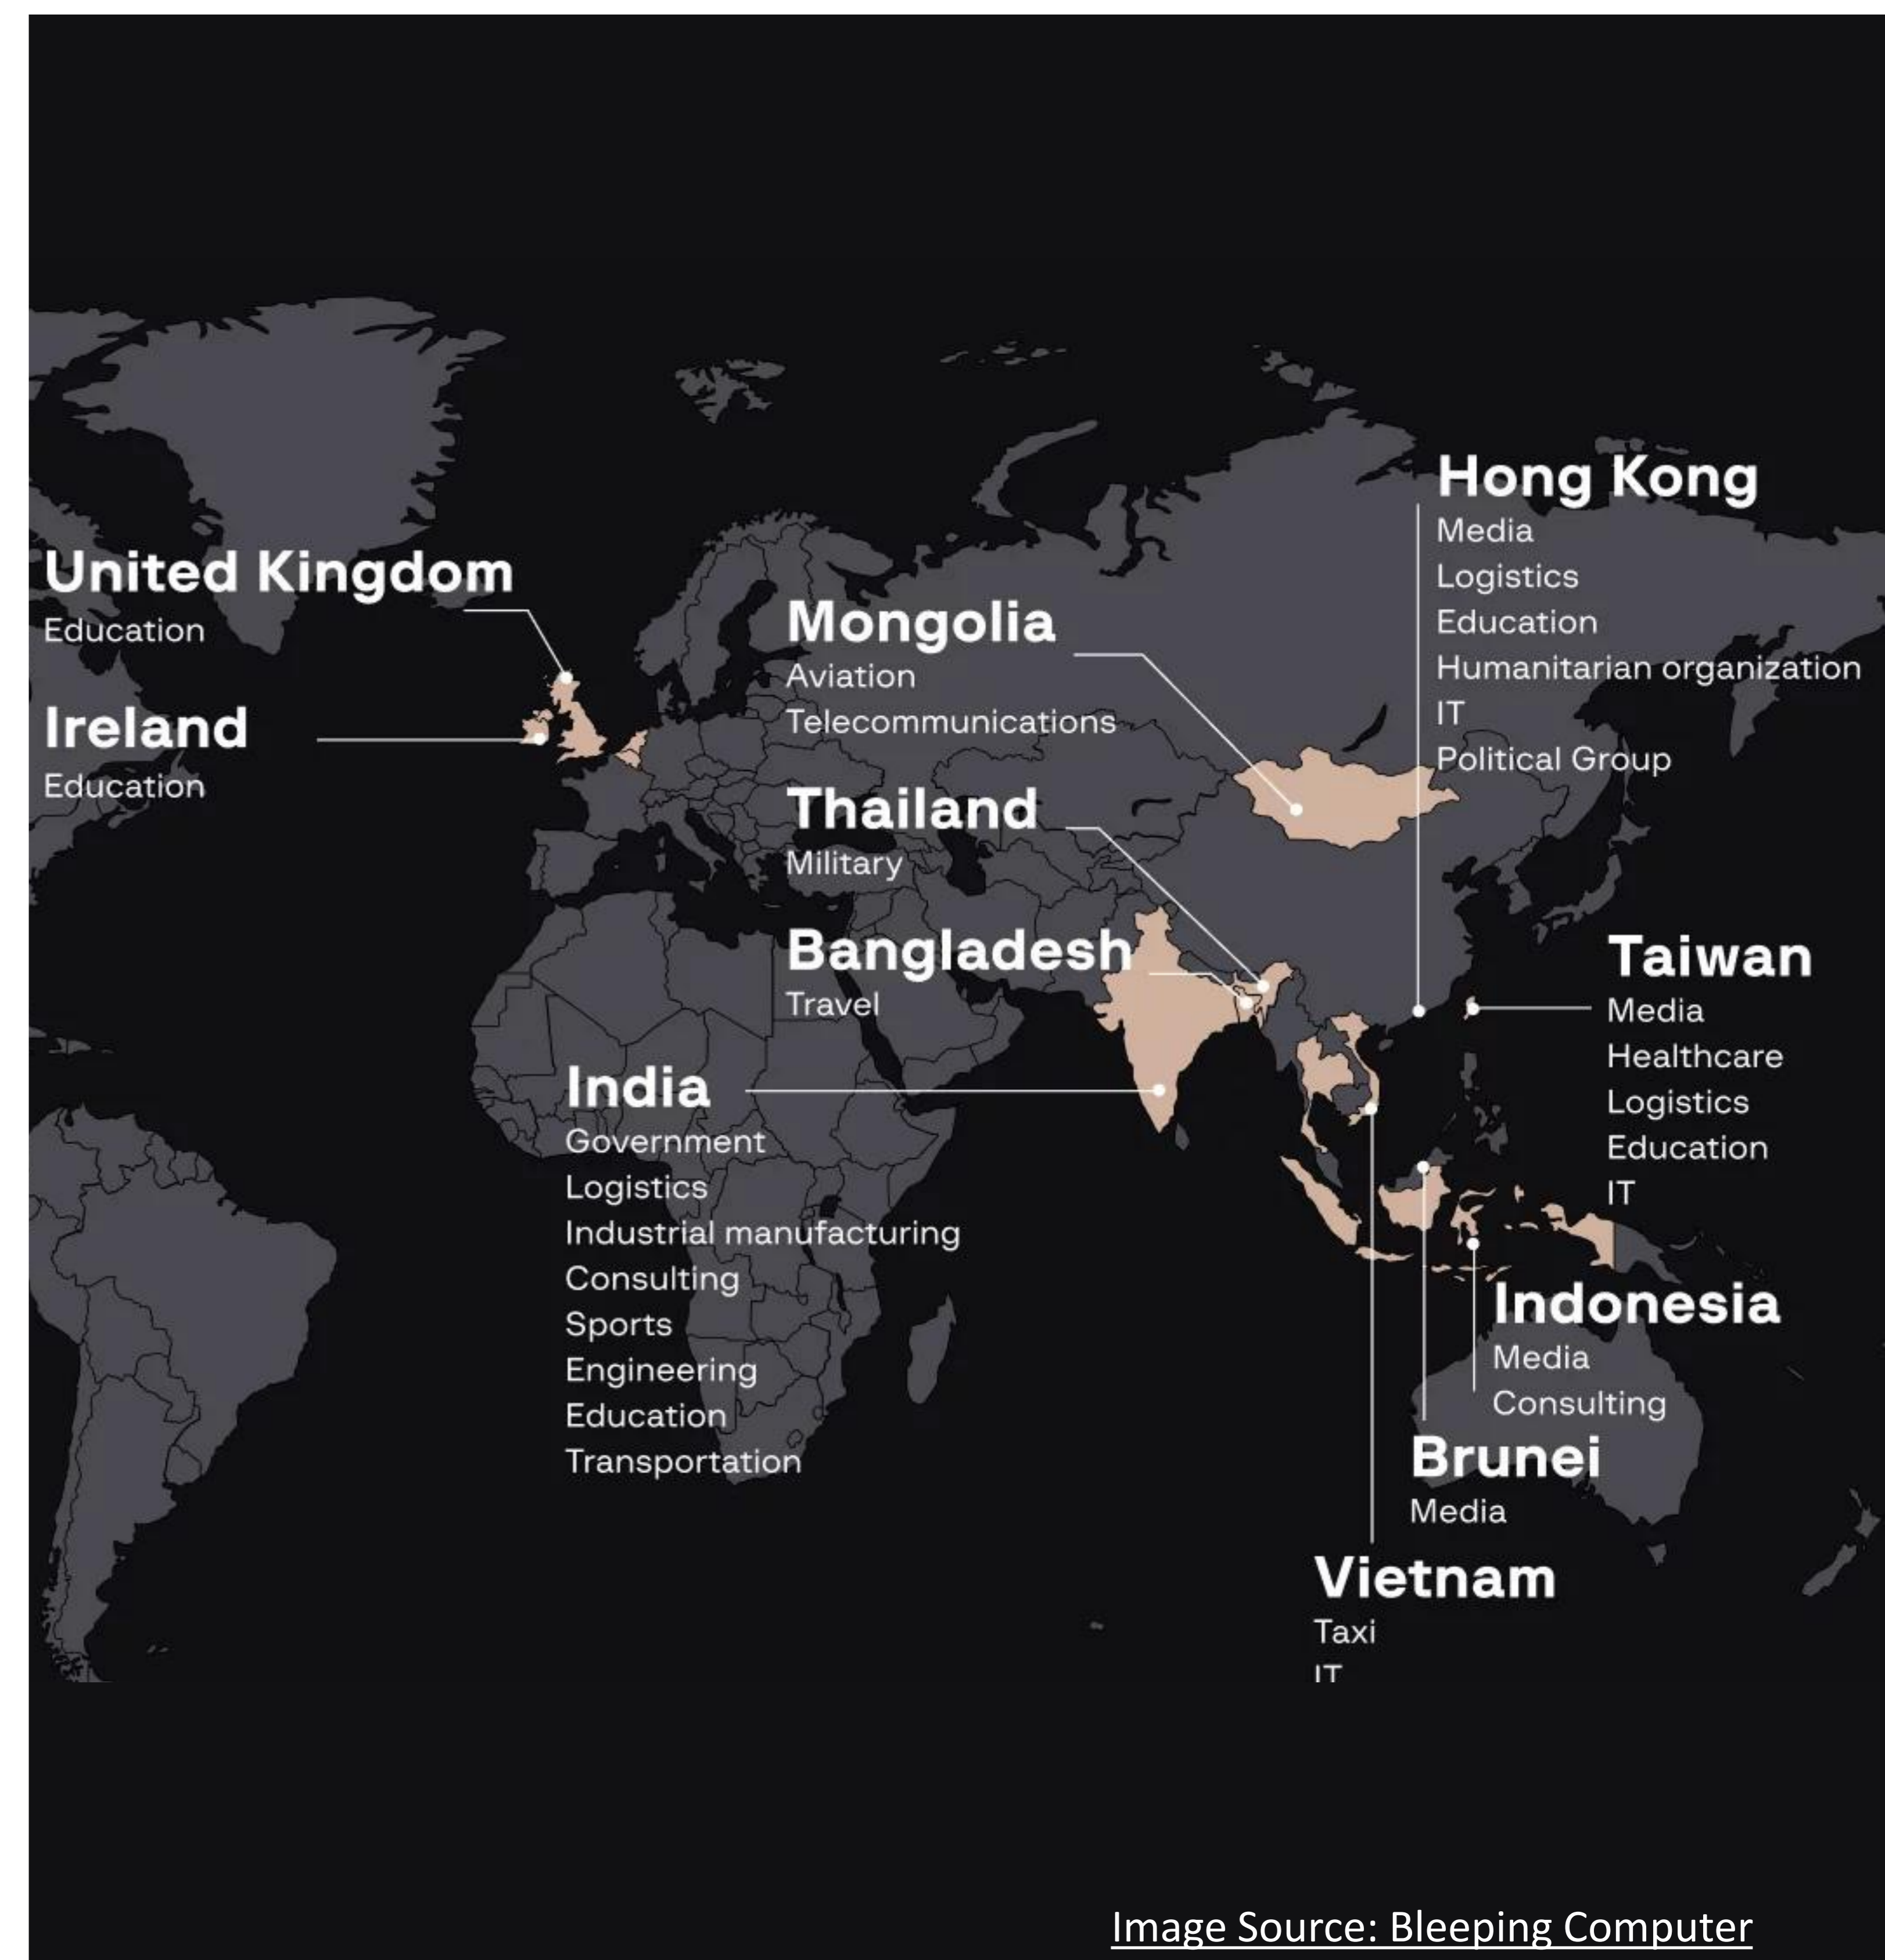 United Kingdom
Education
Ireland
Education
Mongolia
Aviation
Telecommunications
Thailand
Military
Bangladesh
Travel
India
Government
Logistics
Industrial manufacturing
Consulting
Sports
Engineering
Education
Transportation
Hong Kong
Media
Logistics
Education
Humanitarian organization
IT
Political Group
Taiwan
Media
Healthcare
Logistics
Education
IT
Indonesia
Media
Consulting
Brunei
Media
Vietnam
Taxi
IT
Image Source: Bleeping Computer